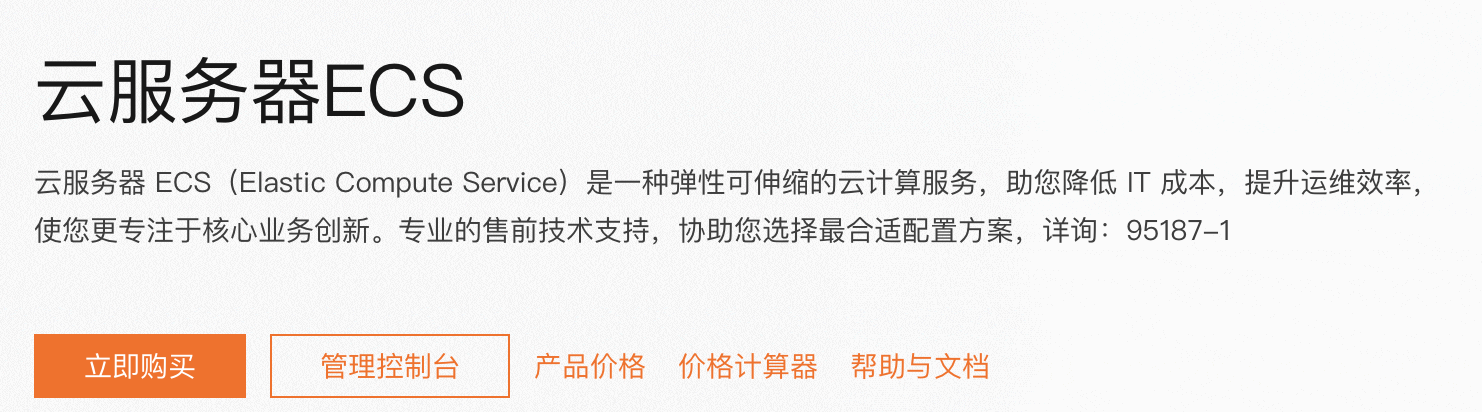 云服务器ECS
云服务器 ECS（Elastic Compute Service）是一种弹性可伸缩的云计算服务，助您降低 IT 成本，提升运维效率，
使您更专注于核心业务创新。专业的售前技术支持，协助您选择最合适配置方案，详询：95187-1
立即购买 管理控制台 产品价格 价格计算器 帮助与文档